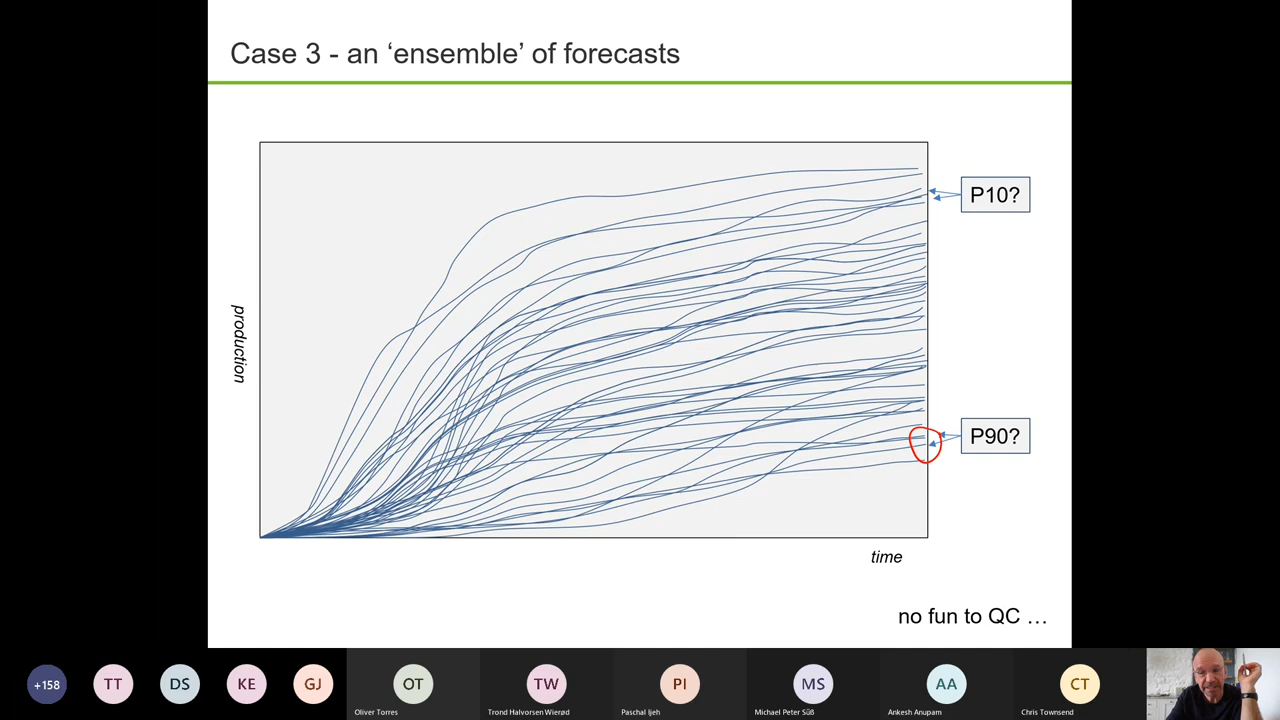 Case 3 - an ‘ensemble’ of forecasts
P10?
production
P90?
time
no fun to QC …
+158
TT
DS
KE
GJ
OT
Oliver Torres
TW
Trond Halvorsen Wierød
PI
Paschal Ijeh
MS
Michael Peter Süß
AA
Ankesh Anupam
CT
Chris Townsend